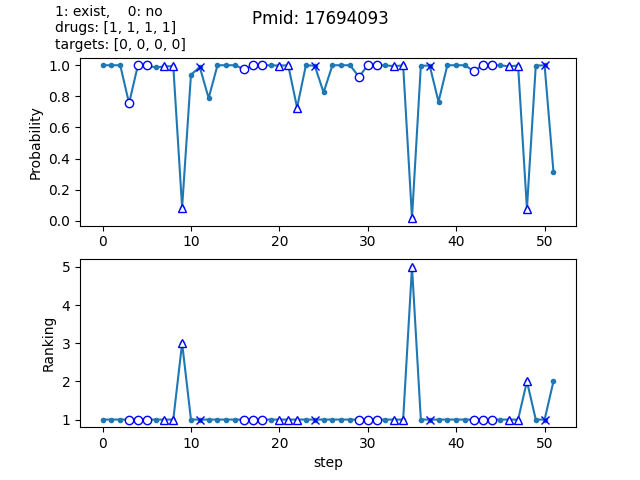 1: exist,    0: no
drugs: [1, 1, 1, 1]
targets: [0, 0, 0, 0]
Pmid: 17694093
1.0
0.8
0.6
0.4
0.2
0.0
Probability
0 10 20 30 40 50
5
4
3
2
1
Ranking
0 10 20 30 40 50
step